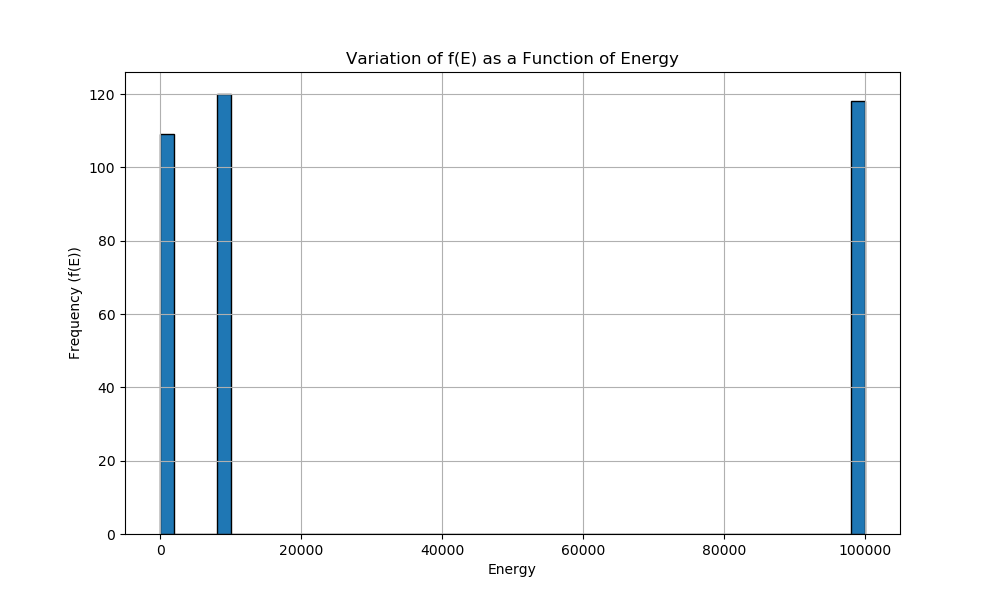 Variation of f(E) as a Function of Energy
120
100
80
60
40
20
0
Frequency (f(E))
0 20000 40000 60000 80000 100000
Energy